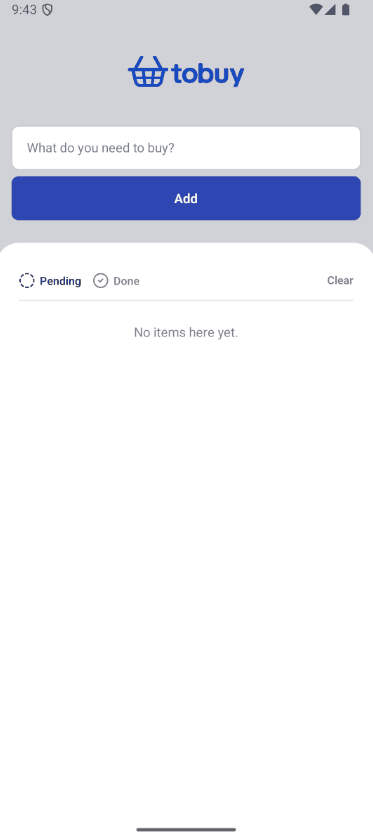 9:43
tobuy
What do you need to buy?
Add
Pending Done Clear
No items here yet.